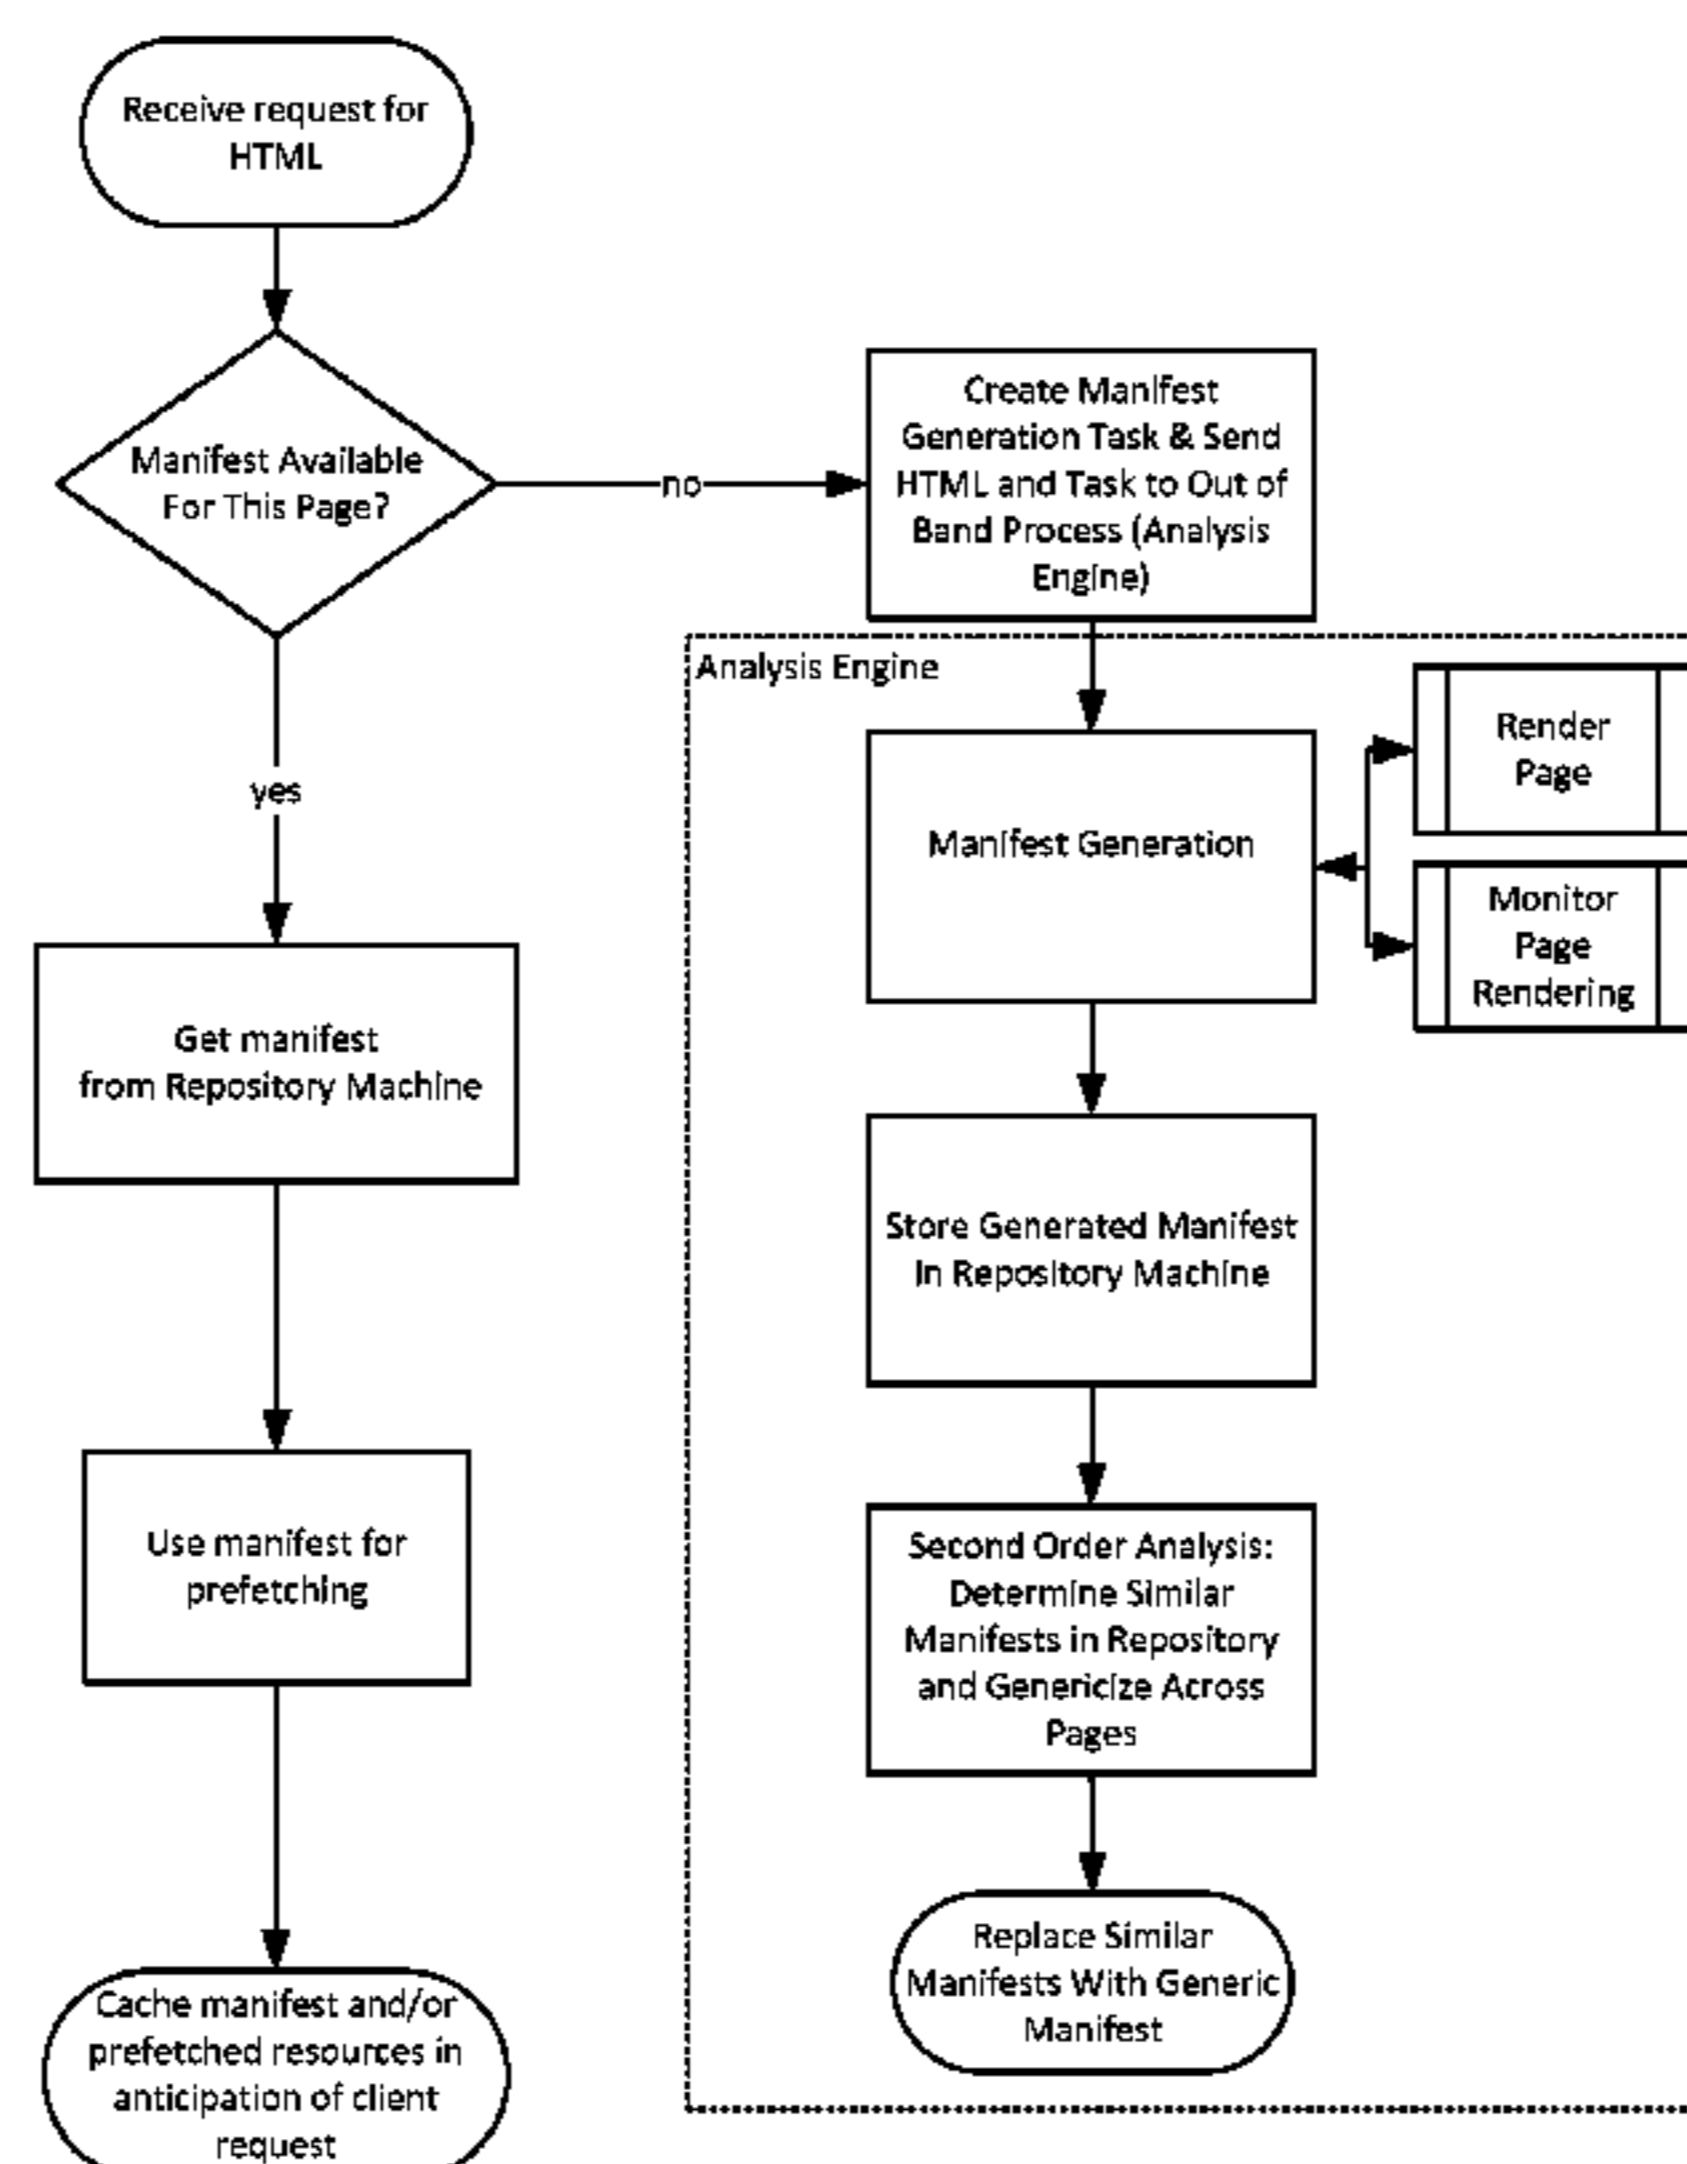 Receive request for
HTML
Manifest Available
For This Page?
no
yes
Create Manifest
Generation Task & Send
HTML and Task to Out of
Band Process (Analysis
Engine)
Analysis Engine
Manifest Generation
Render
Page
Monitor
Page
Rendering
Get manifest
from Repository Machine
Store Generated Manifest
in Repository Machine
Use manifest for
prefetching
Second Order Analysis:
Determine Similar
Manifests in Repository
and Genericize Across
Pages
Replace Similar
Manifests With Generic
Manifest
Cache manifest and/or
prefetched resources in
anticipation of client
request